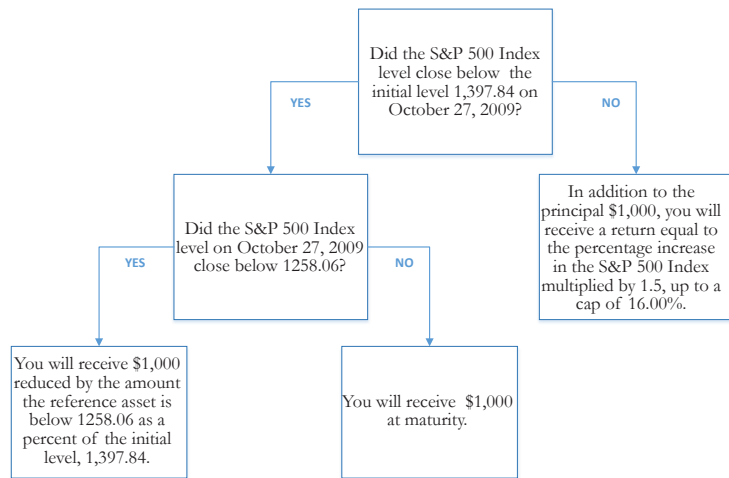 Did the S&P 500 Index
level close below the
initial level 1,397.84 on
October 27, 2009?
YES
NO
Did the S&P 500 Index
level on October 27, 2009
close below 1258.06?
In addition to the
principal $1,000, you will
receive a return equal to
the percentage increase
in the S&P 500 Index
multiplied by 1.5, up to a
cap of 16.00%.
YES
NO
You will receive $1,000
reduced by the amount
the reference asset is
below 1258.06 as a
percent of the initial
level, 1,397.84.
You will receive $1,000
at maturity.